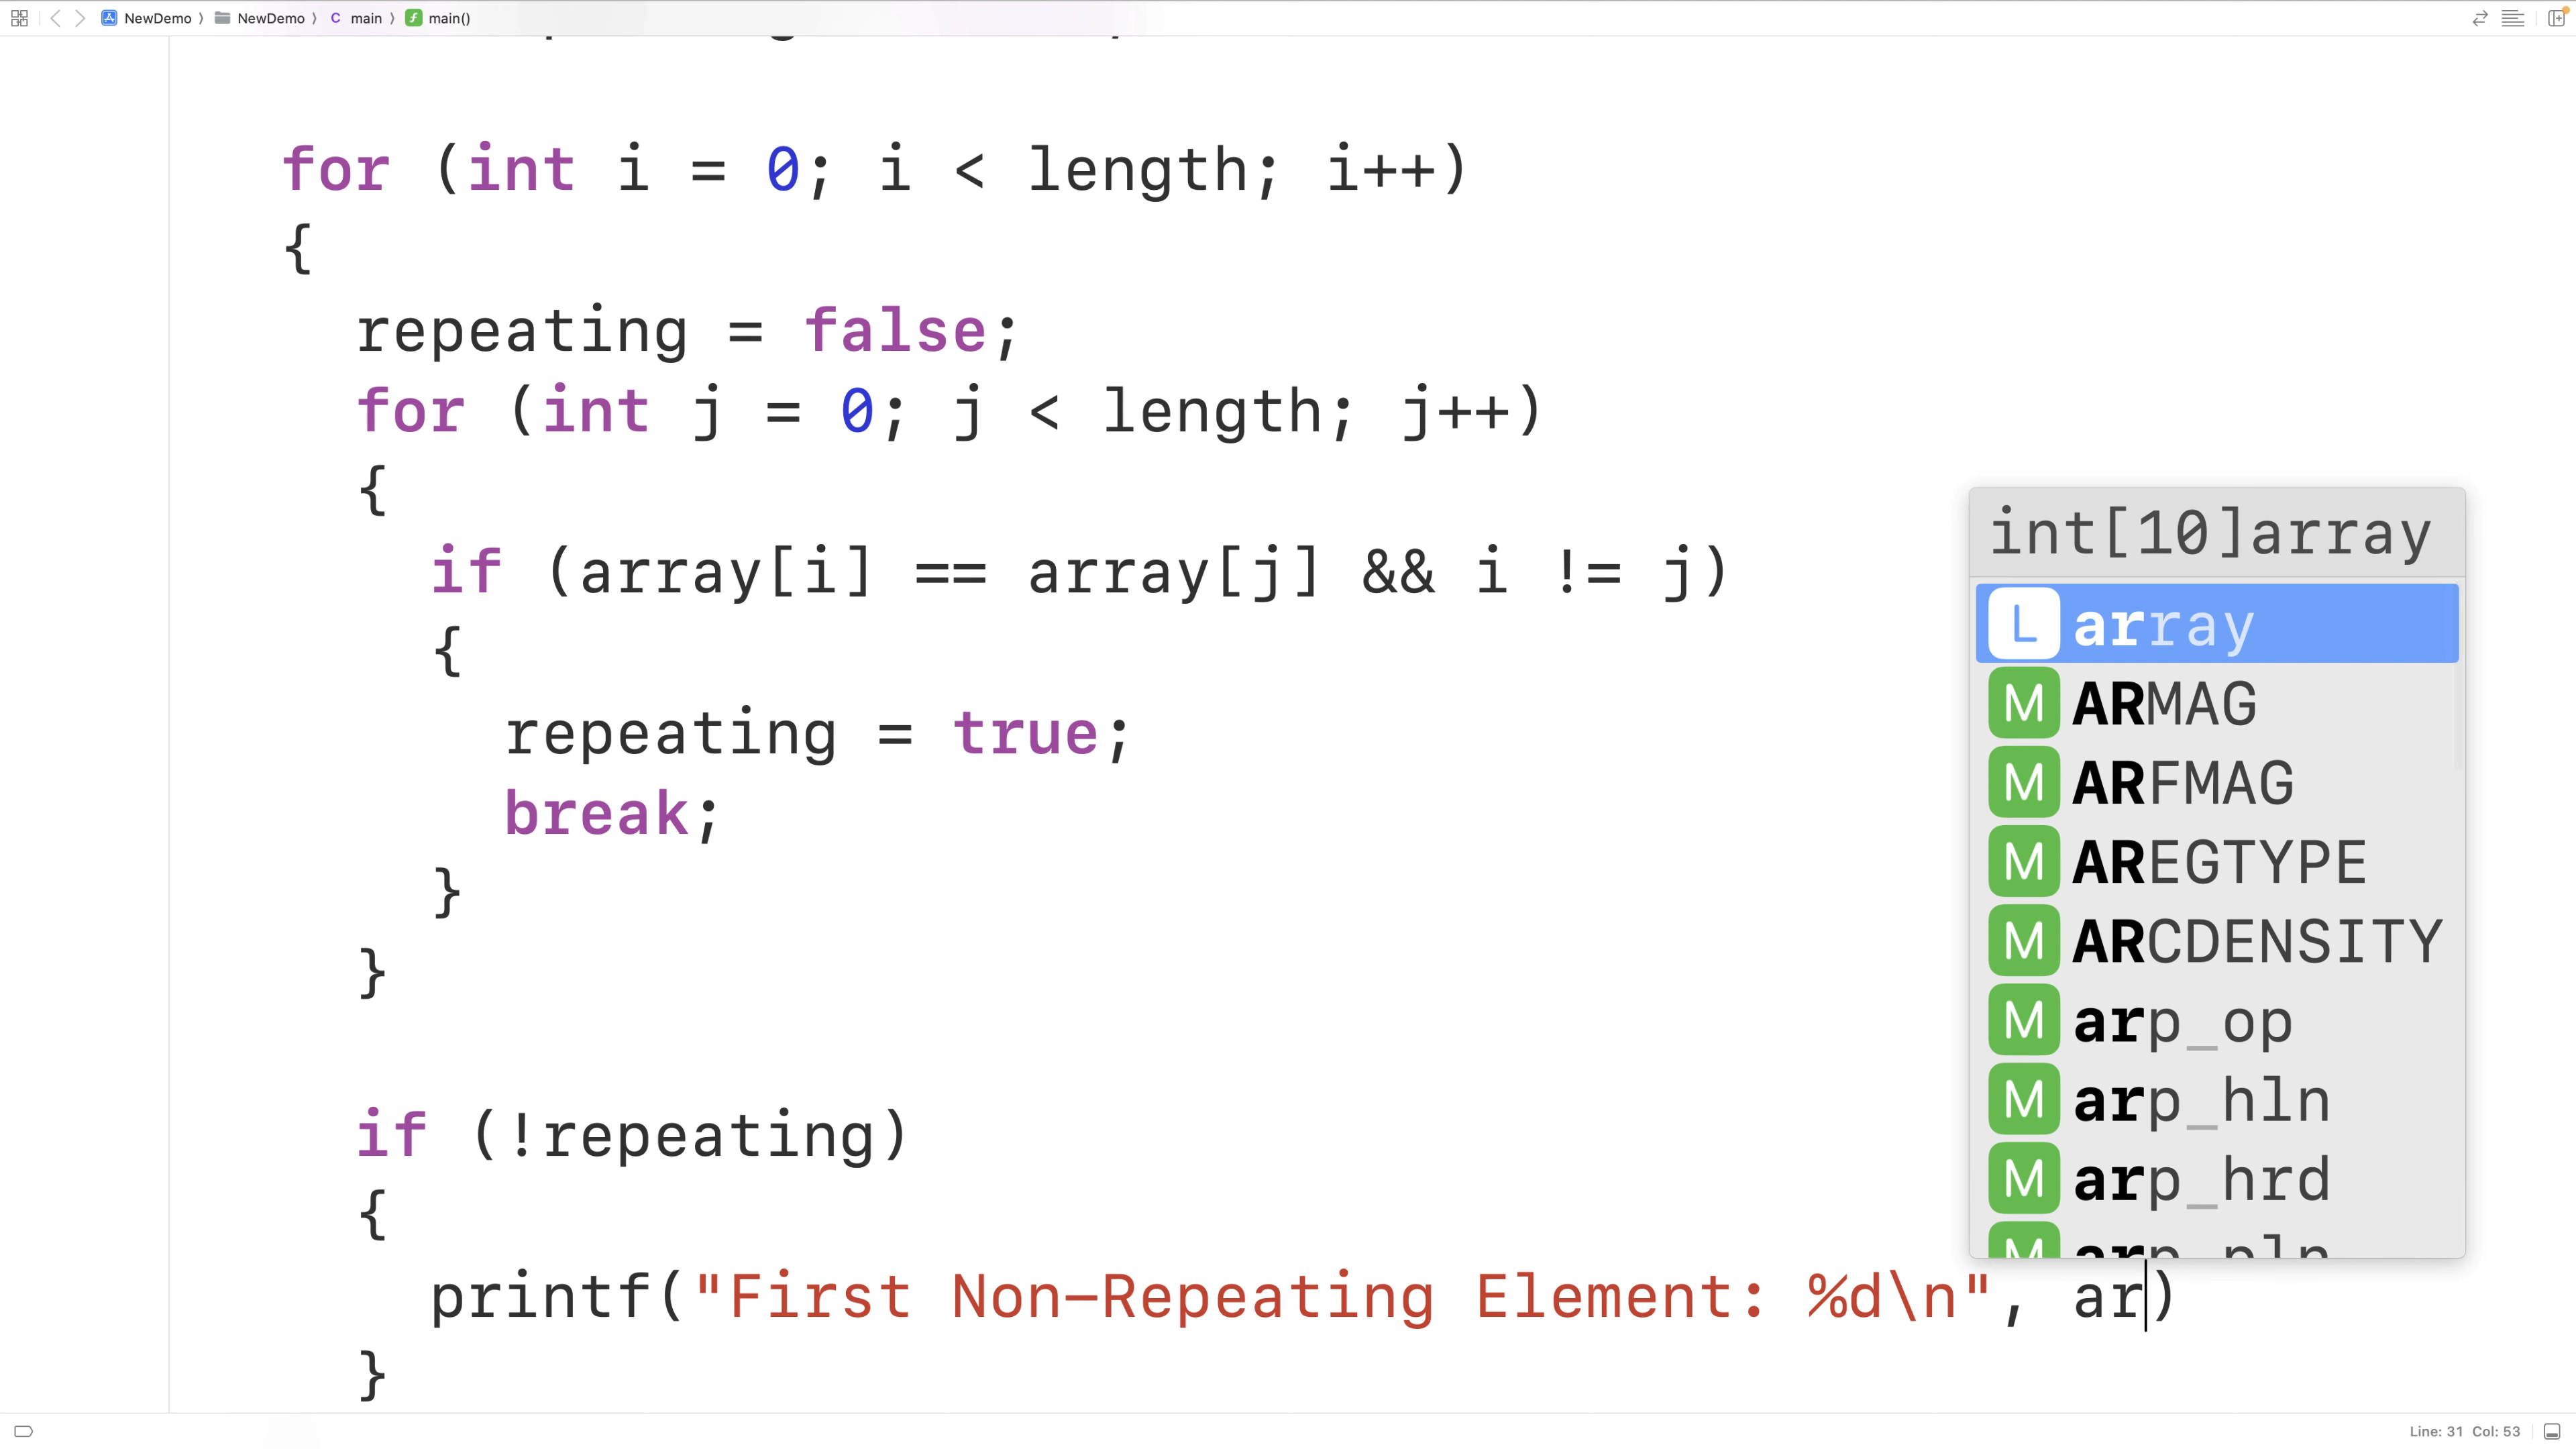 NewDemo 〉 NewDemo 〉 C main 〉 f main()
for (int i = 0; i < length; i++)
{
repeating = false;
for (int j = 0; j < length; j++)
{
if (array[i] == array[j] && i != j)
{
repeating = true;
break;
}
}
if (!repeating)
{
printf("First Non-Repeating Element: %d\n", ar)
}
int[10]array
L array
M ARMAG
M ARFMAG
M AREGTYPE
M ARCDENSITY
M arp_op
M arp_hln
M arp_hrd
Line: 31 Col: 53